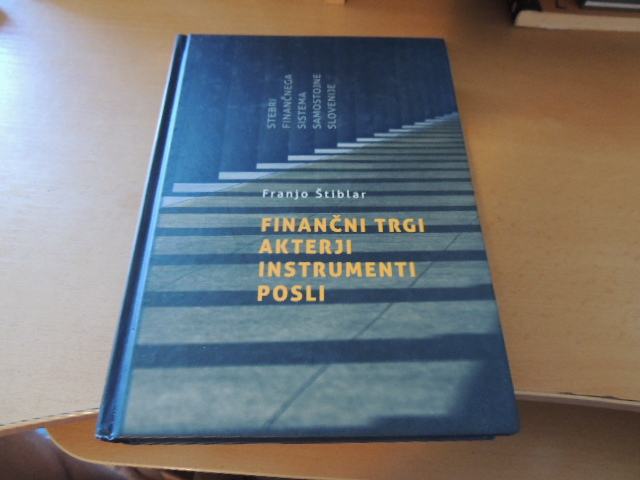 STEBRI
FINANČNEGA
SISTEMA
SAMOSTOJNE
SLOVENIJE
Franjo Štiblar
FINANČNI TRGI
AKTERJI
INSTRUMENTI
POSLI